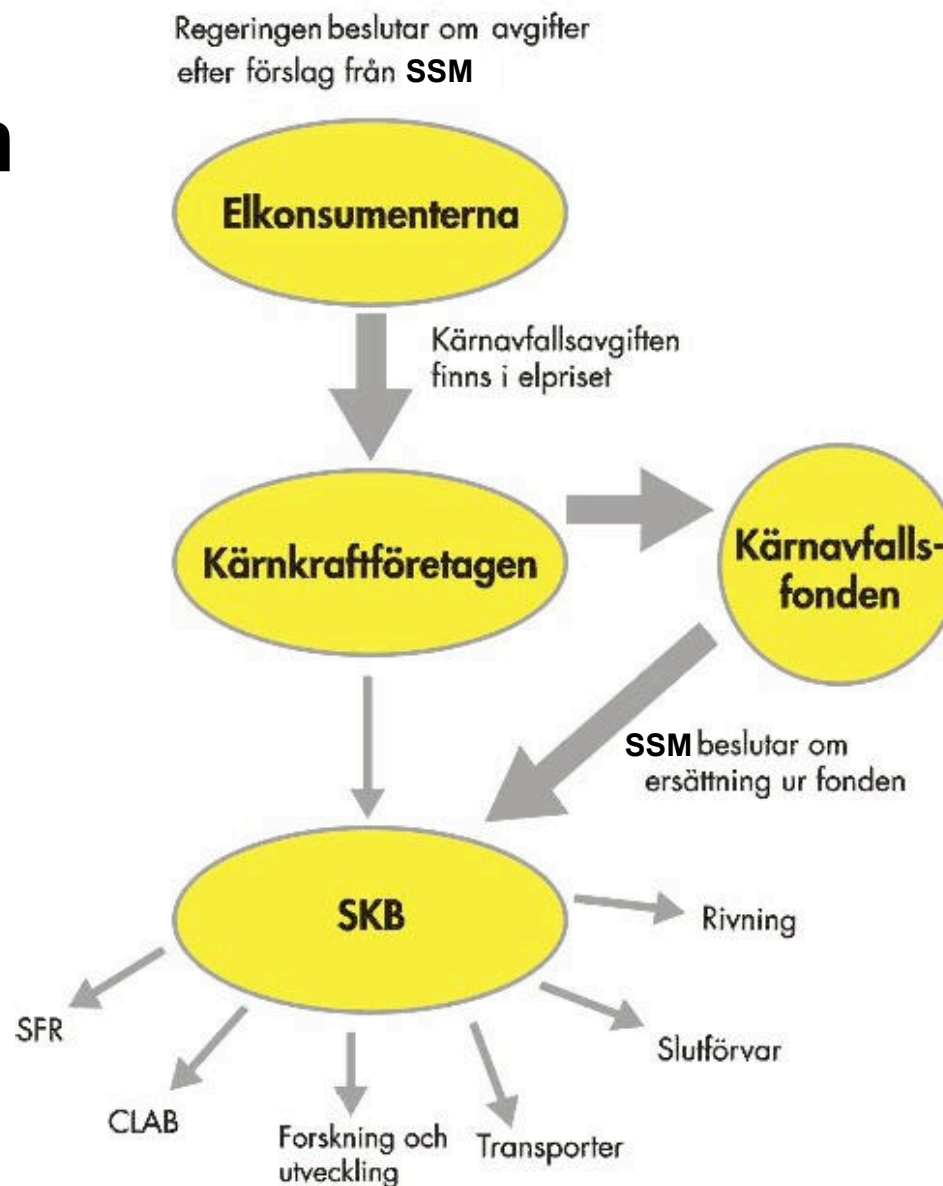 Regeringen beslutar om avgifter
efter förslag från SSM
n
Elkonsumenterna
Kärnavfallsavgiften
finns i elpriset
Kärnkraftföretagen
Kärnavfalls-
fonden
SSM beslutar om
ersättning ur fonden
SKB
Rivning
SFR
Slutförvar
CLAB
Forskning och
utveckling
Transporter